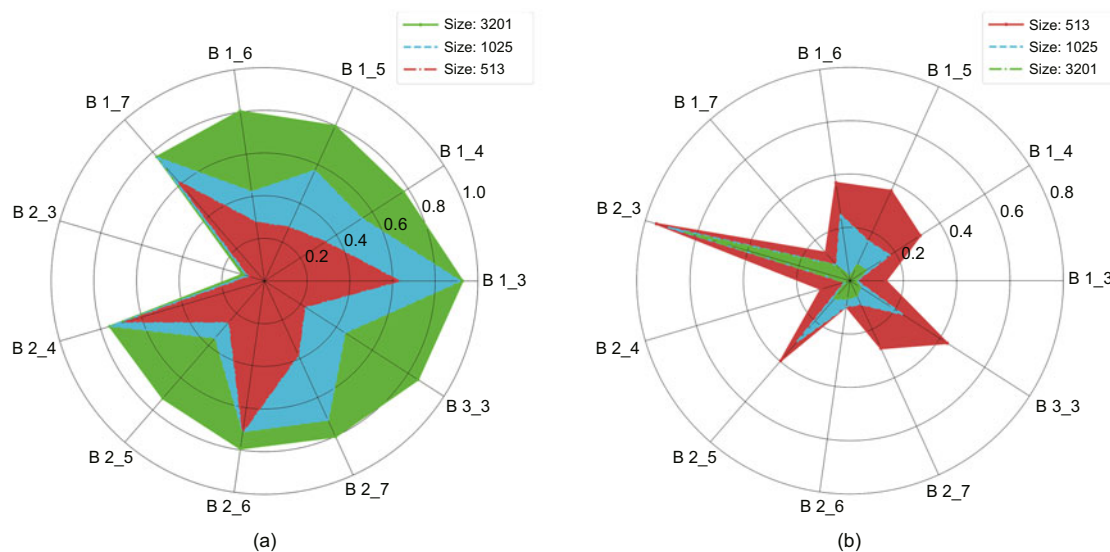 Size: 3201
Size: 1025
Size: 513
B 1_6
B 1_5
B 1_7
B 1_4
1.0
0.8
0.6
0.4
0.2
B 2_3
B 1_3
B 2_4
B 3_3
B 2_5
B 2_7
B 2_6
(a)
Size: 513
Size: 1025
Size: 3201
B 1_6
B 1_5
B 1_7
B 1_4
0.8
0.6
0.4
0.2
B 2_3
B 1_3
B 2_4
B 3_3
B 2_5
B 2_7
B 2_6
(b)